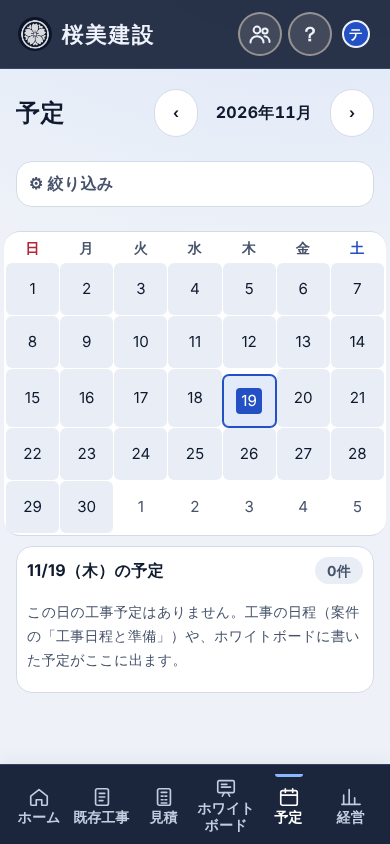 桜美建設
?
テ
予定
‹
2026年11月
›
⚙ 絞り込み
日 月 火 水 木 金 土
1 2 3 4 5 6 7
8 9 10 11 12 13 14
15 16 17 18 19 20 21
22 23 24 25 26 27 28
29 30 1 2 3 4 5
11/19（木）の予定
0件
この日の工事予定はありません。工事の日程（案件
の「工事日程と準備」）や、ホワイトボードに書い
た予定がここに出ます。
ホーム
既存工事
見積
ホワイト
ボード
予定
経営